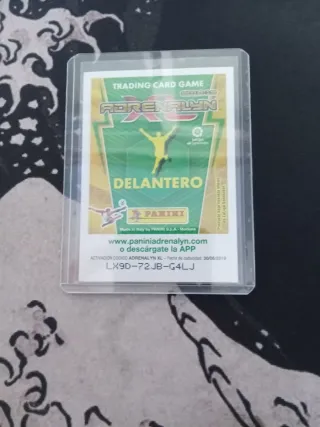 TRADING CARD GAME
ADRENALYN
XL
DELANTERO
PANINI
www.paniniadrenalyn.com
o descárgate la APP
LX9D-72JB-G4LJ